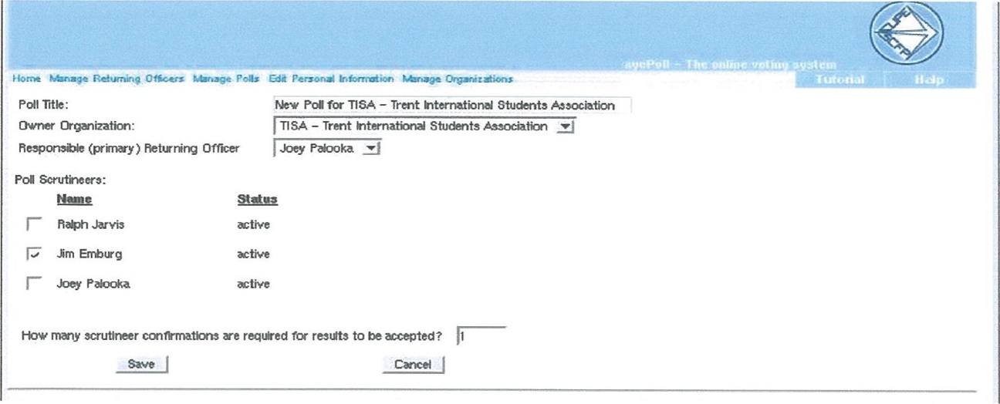 CUPE
SCFP
– The online voting system
Home Manage Returning Officers Manage Polls Edit Personal Information Manage Organizations
Tutorial Help
Poll Title: New Poll for TISA – Trent International Students Association
Owner Organization: TISA – Trent International Students Association
Responsible (primary) Returning Officer Joey Palooka
Poll Scrutineers:
Name Status
Ralph Jarvis active
Jim Emburg active
Joey Palooka active
How many scrutineer confirmations are required for results to be accepted? 1
Save Cancel